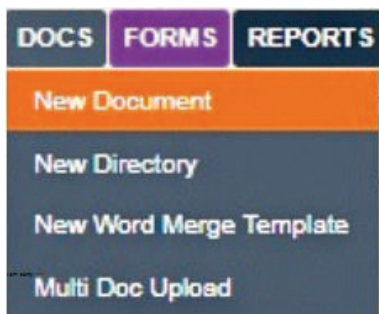 DOCS FORMS REPORTS
New Document
New Directory
New Word Merge Template
Multi Doc Upload